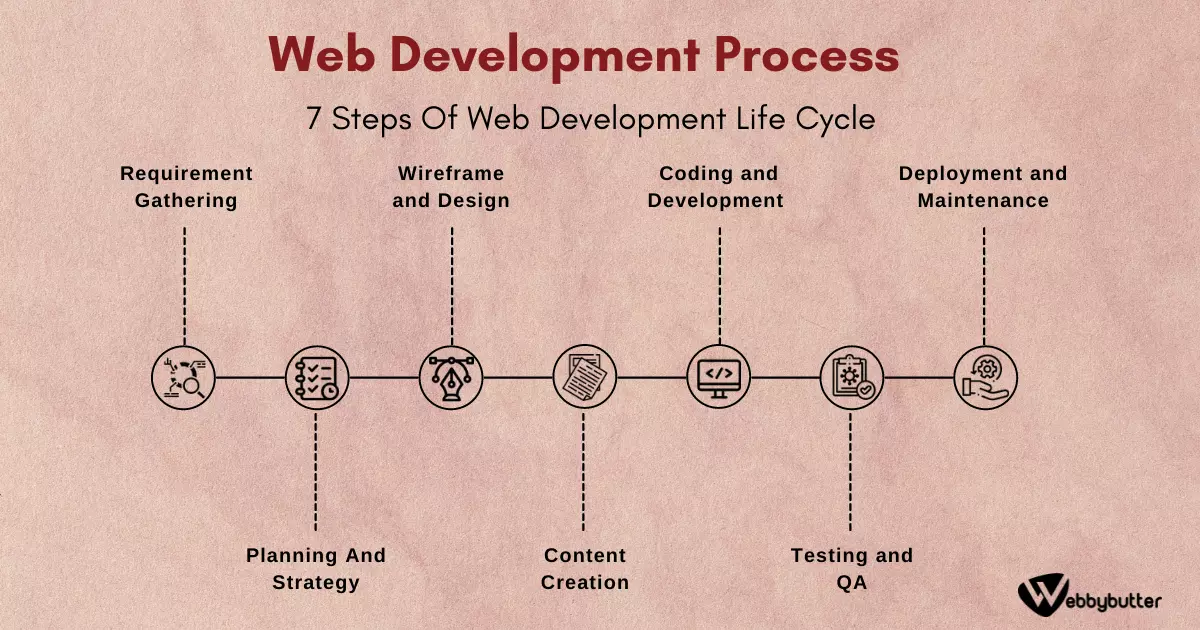 Web Development Process
7 Steps Of Web Development Life Cycle
Requirement
Gathering
Wireframe
and Design
Coding and
Development
Deployment and
Maintenance
</>
Planning And
Strategy
Content
Creation
Testing and
QA
Webbybutter